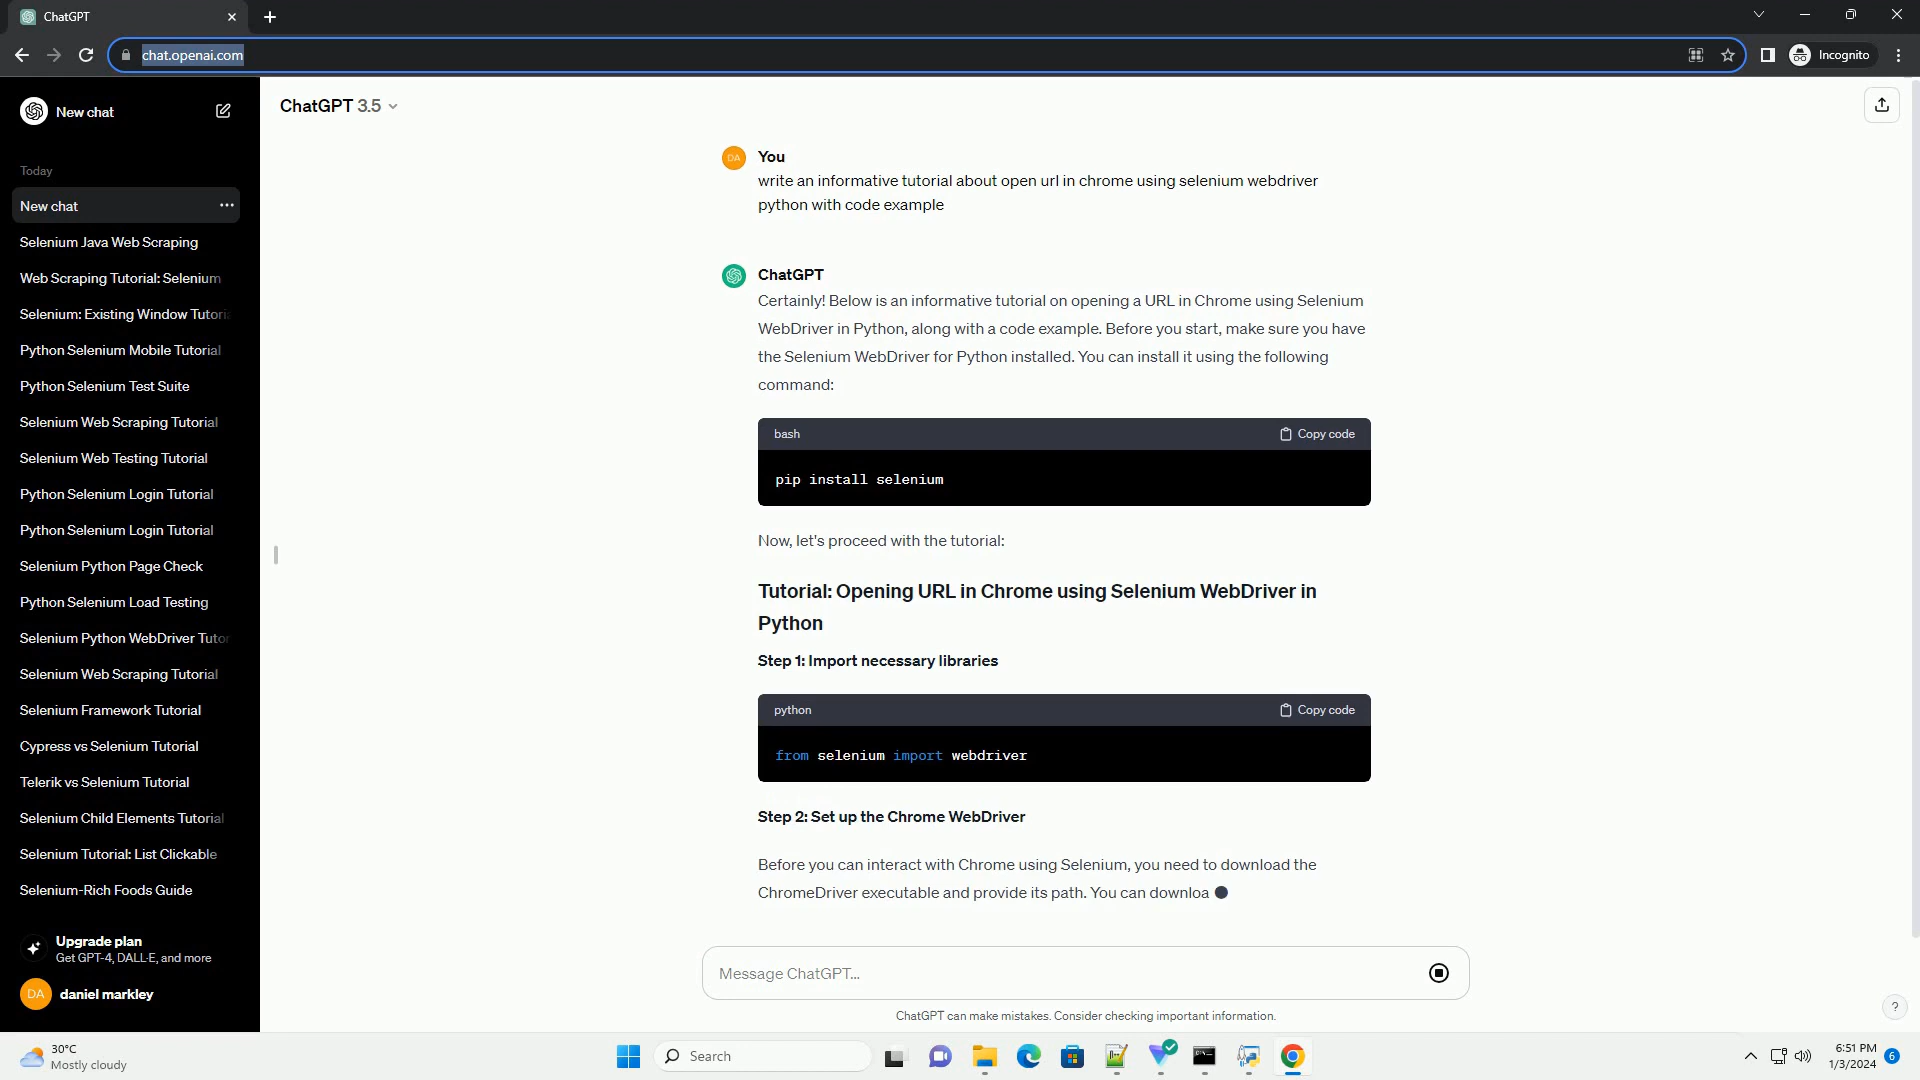 ChatGPT
chat.openai.com
Incognito
New chat
Today
New chat
Selenium Java Web Scraping
Web Scraping Tutorial: Selenium
Selenium: Existing Window Tutori
Python Selenium Mobile Tutorial
Python Selenium Test Suite
Selenium Web Scraping Tutorial
Selenium Web Testing Tutorial
Python Selenium Login Tutorial
Python Selenium Login Tutorial
Selenium Python Page Check
Python Selenium Load Testing
Selenium Python WebDriver Tutor
Selenium Web Scraping Tutorial
Selenium Framework Tutorial
Cypress vs Selenium Tutorial
Telerik vs Selenium Tutorial
Selenium Child Elements Tutorial
Selenium Tutorial: List Clickable
Selenium-Rich Foods Guide
Upgrade plan
Get GPT-4, DALL·E, and more
DA
daniel markley
ChatGPT 3.5
DA
You
write an informative tutorial about open url in chrome using selenium webdriver
python with code example
ChatGPT
Certainly! Below is an informative tutorial on opening a URL in Chrome using Selenium
WebDriver in Python, along with a code example. Before you start, make sure you have
the Selenium WebDriver for Python installed. You can install it using the following
command:
bash
Copy code
pip install selenium
Now, let's proceed with the tutorial:
Tutorial: Opening URL in Chrome using Selenium WebDriver in
Python
Step 1: Import necessary libraries
python
Copy code
from selenium import webdriver
Step 2: Set up the Chrome WebDriver
Before you can interact with Chrome using Selenium, you need to download the
ChromeDriver executable and provide its path. You can downloa
Message ChatGPT...
ChatGPT can make mistakes. Consider checking important information.
?
30°C
Mostly cloudy
Search
6:51 PM
1/3/2024
6